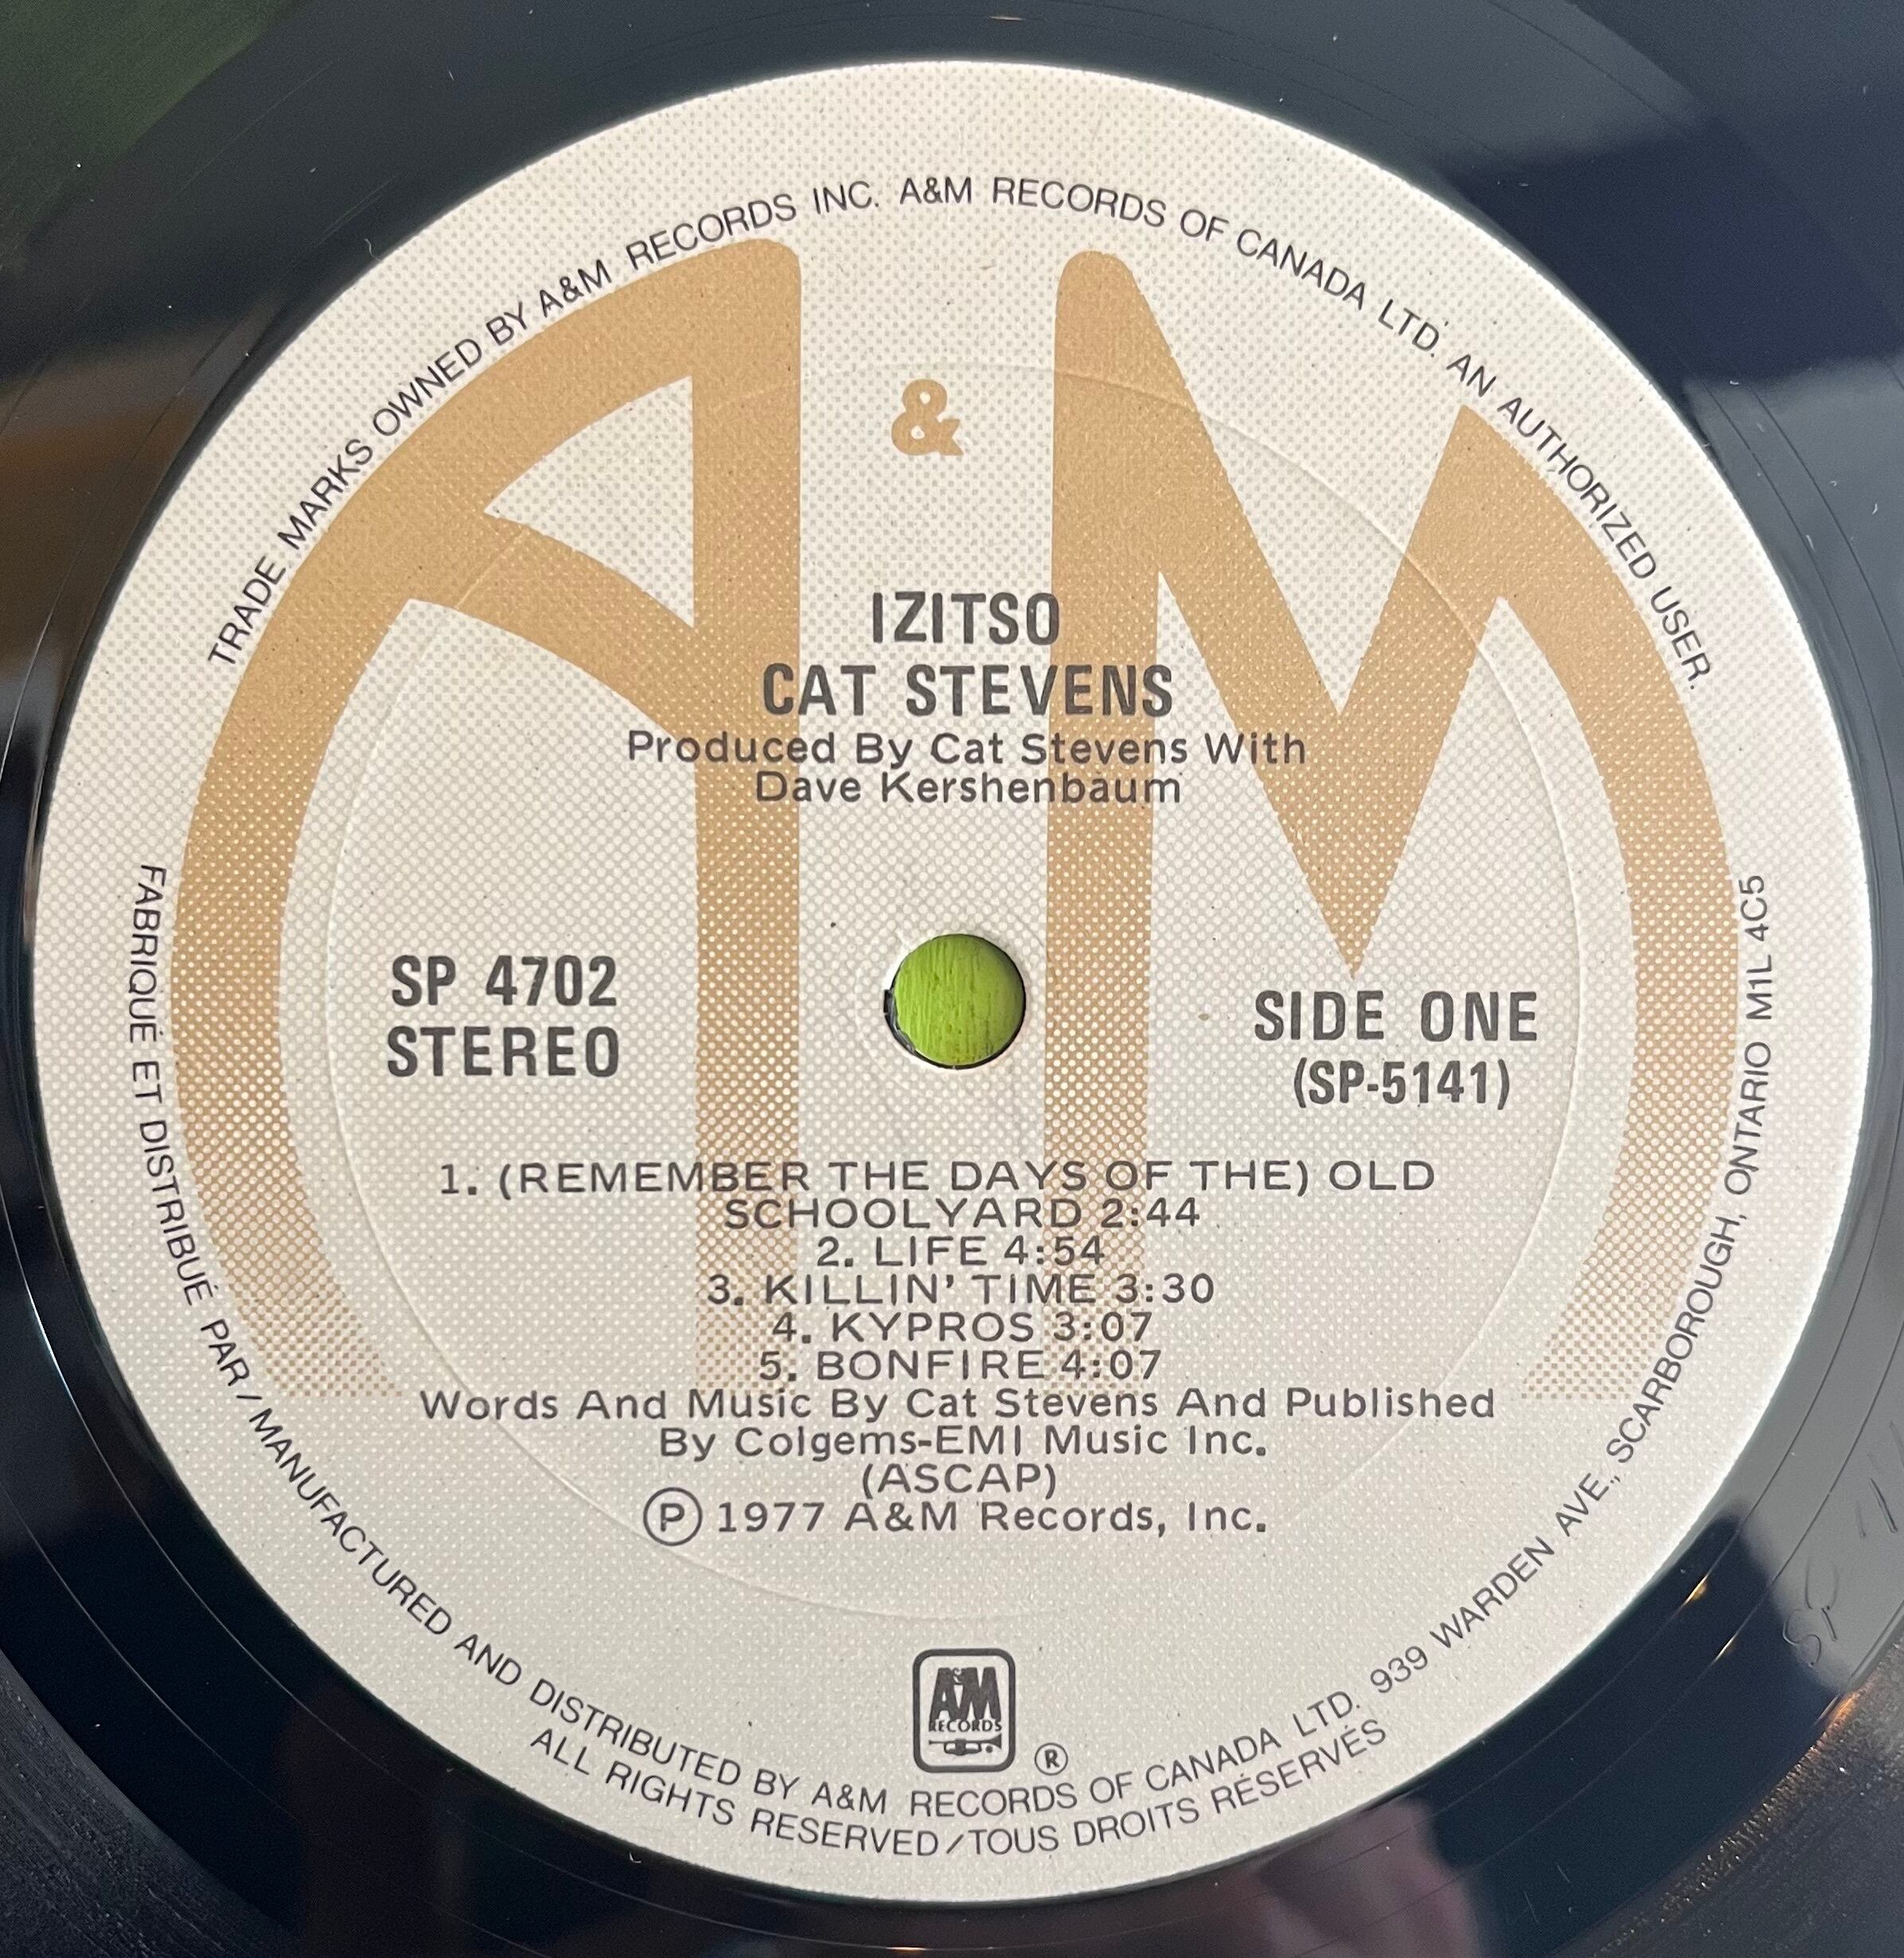 TRADE MARKS OWNED BY A&M RECORDS INC. A&M RECORDS OF CANADA LTD. AN AUTHORIZED USER.
A & M
IZITSO
CAT STEVENS
Produced By Cat Stevens With
Dave Kershenbaum
SP 4702
STEREO
SIDE ONE
(SP-5141)
1. (REMEMBER THE DAYS OF THE) OLD
SCHOOLYARD 2:44
2. LIFE 4:54
3. KILLIN' TIME 3:30
4. KYPROS 3:07
5. BONFIRE 4:07
Words And Music By Cat Stevens And Published
By Colgems-EMI Music Inc.
(ASCAP)
Ⓟ 1977 A&M Records, Inc.
A&M
RECORDS
®
FABRIQUÉ ET DISTRIBUÉ PAR/MANUFACTURED AND DISTRIBUTED BY A&M RECORDS OF CANADA LTD. 939 WARDEN AVE., SCARBOROUGH, ONTARIO M1L 4C5
ALL RIGHTS RESERVED/TOUS DROITS RÉSERVÉS